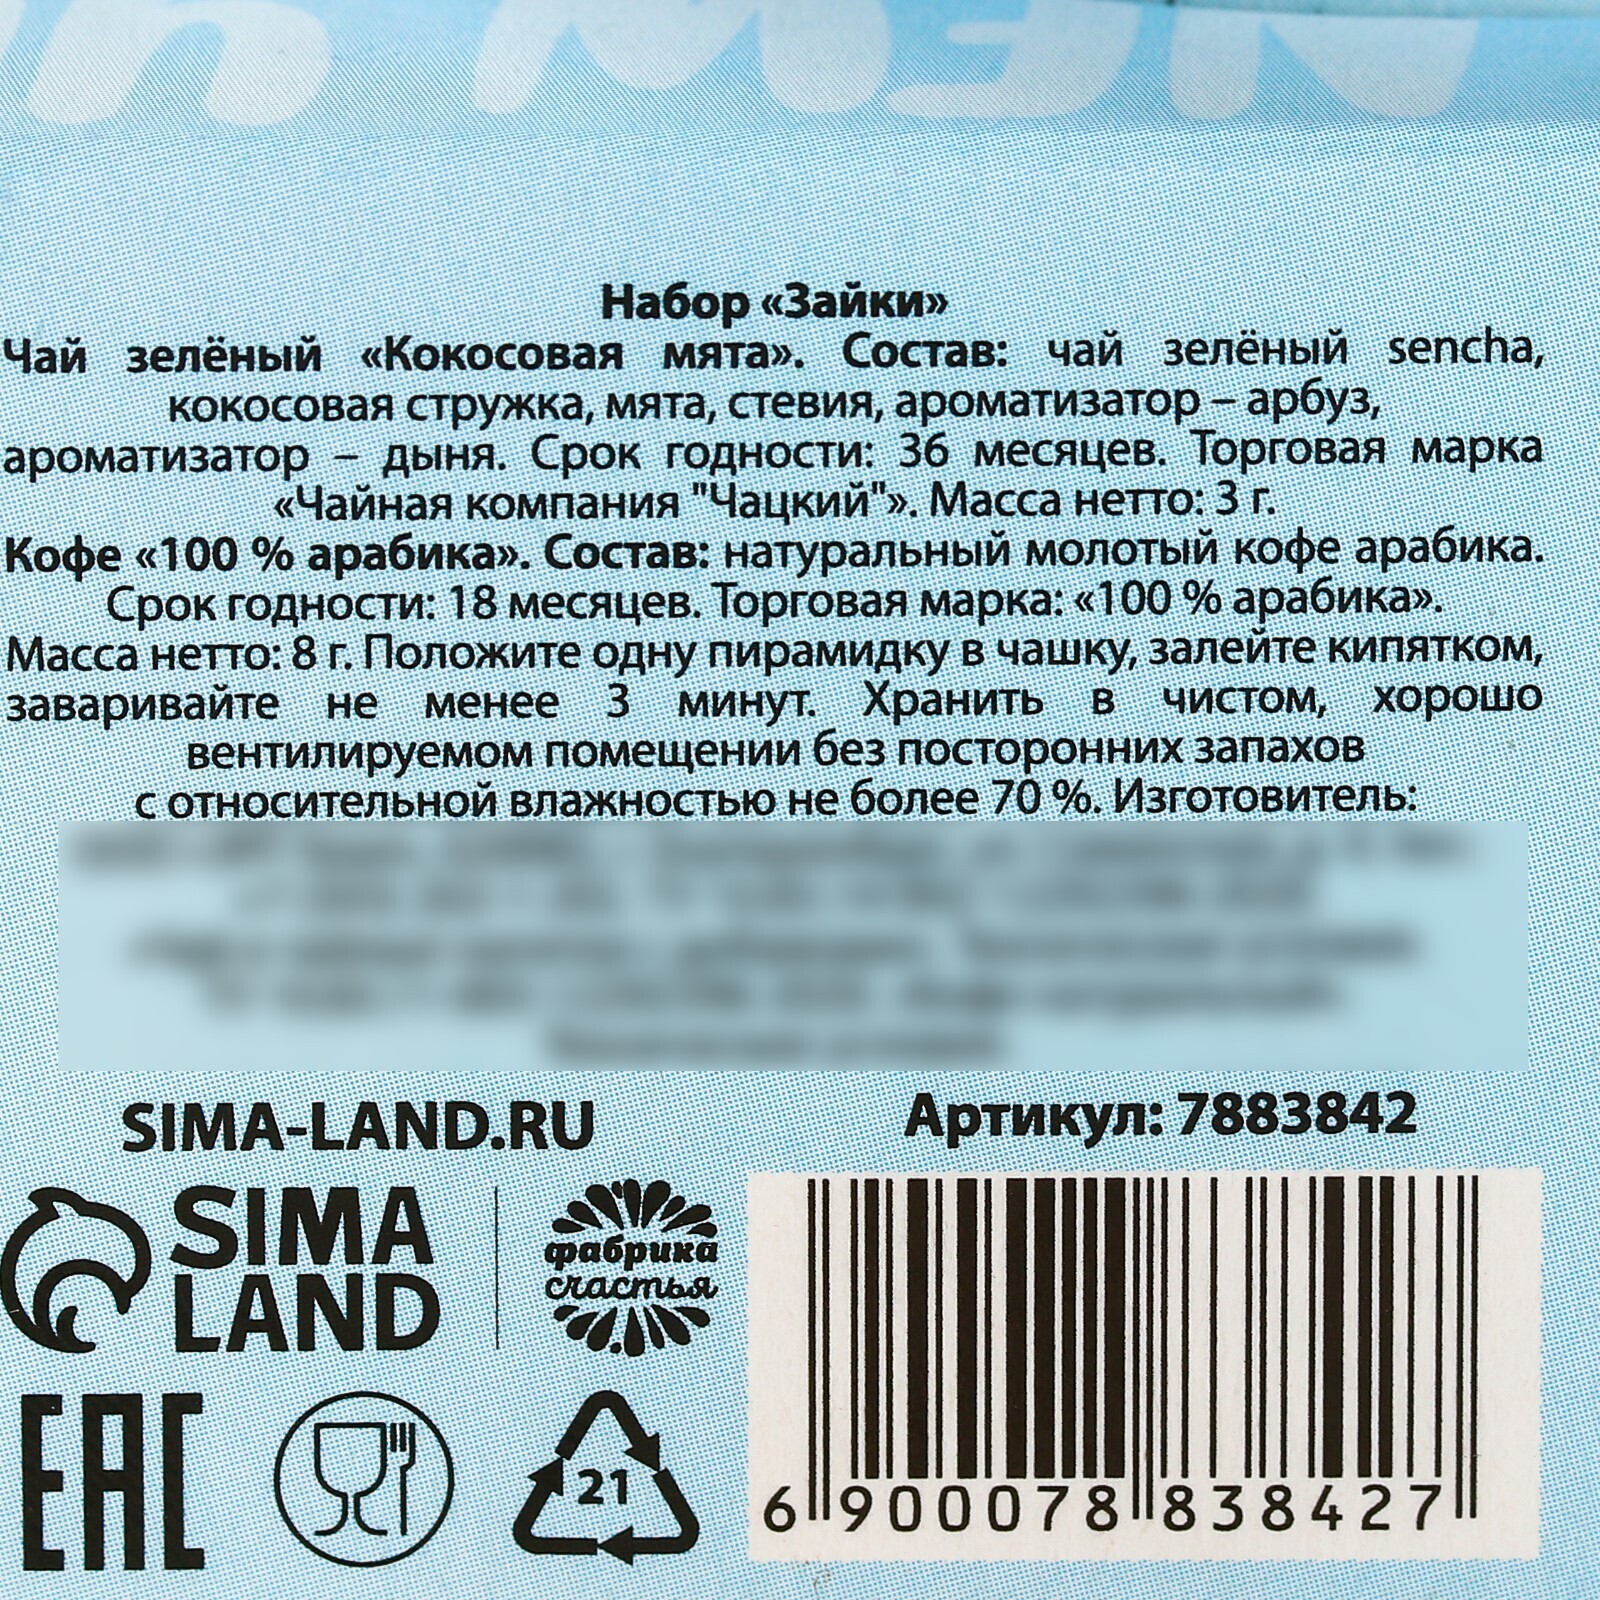 Набор «Зайки»
Чай зелёный «Кокосовая мята». Состав: чай зелёный sencha,
кокосовая стружка, мята, стевия, ароматизатор – арбуз,
ароматизатор – дыня. Срок годности: 36 месяцев. Торговая марка
«Чайная компания "Чацкий"». Масса нетто: 3 г.
Кофе «100 % арабика». Состав: натуральный молотый кофе арабика.
Срок годности: 18 месяцев. Торговая марка: «100 % арабика».
Масса нетто: 8 г. Положите одну пирамидку в чашку, залейте кипятком,
заваривайте не менее 3 минут. Хранить в чистом, хорошо
вентилируемом помещении без посторонних запахов
с относительной влажностью не более 70 %. Изготовитель:
SIMA-LAND.RU
Артикул: 7883842
SIMA
LAND
фабрика
счастья
EAC
21
6 900078 838427